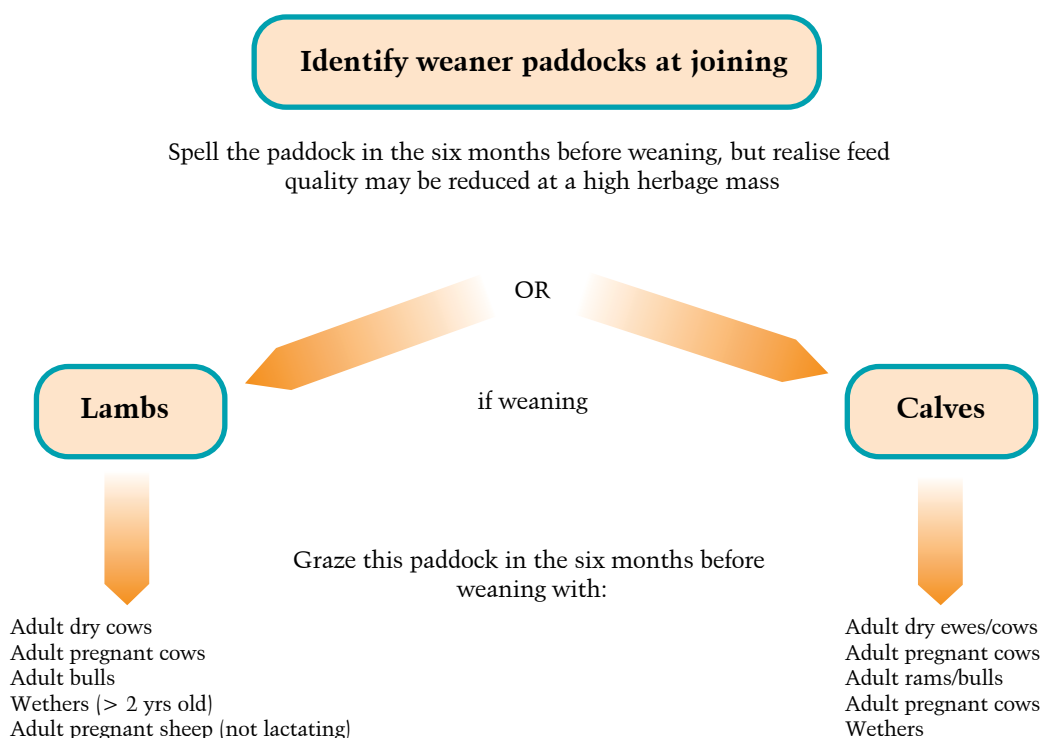 Identify weaner paddocks at joining
Spell the paddock in the six months before weaning, but realise feed
quality may be reduced at a high herbage mass
OR
if weaning
Lambs
Calves
Graze this paddock in the six months before
weaning with:
Adult dry cows
Adult pregnant cows
Adult bulls
Wethers (> 2 yrs old)
Adult pregnant sheep (not lactating)
Adult dry ewes/cows
Adult pregnant cows
Adult rams/bulls
Adult pregnant cows
Wethers